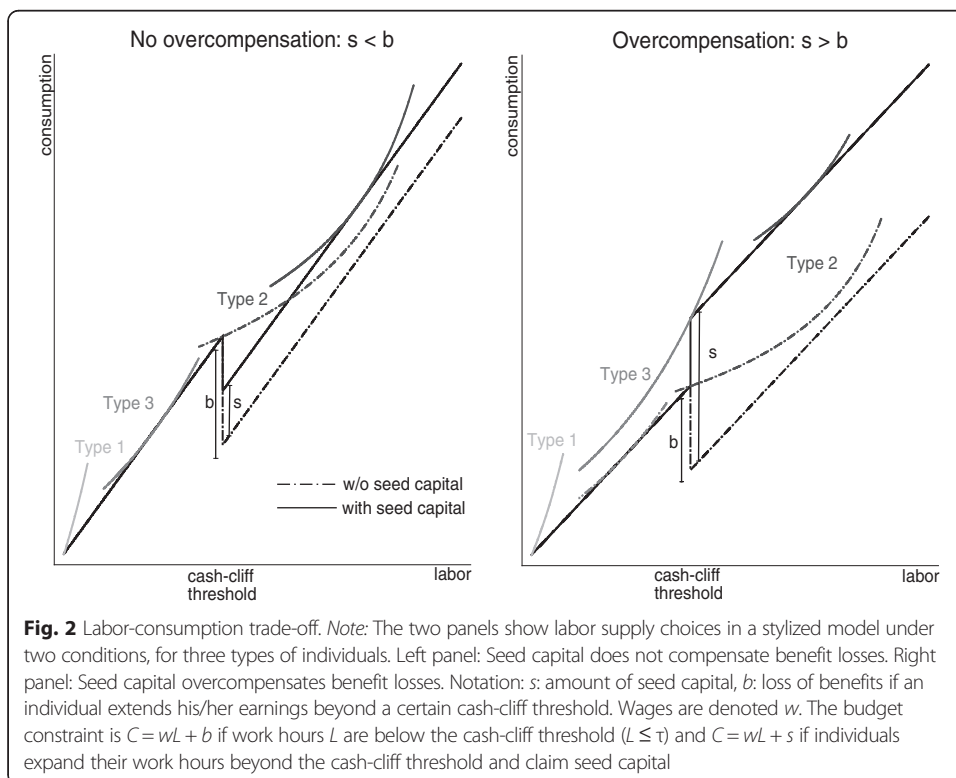 No overcompensation: s < b
consumption
Type 2
Type 3
Type 1
b
s
w/o seed capital
with seed capital
cash-cliff
threshold
labor
Overcompensation: s > b
consumption
Type 2
Type 3
Type 1
s
b
cash-cliff
threshold
labor
Fig. 2 Labor-consumption trade-off. Note: The two panels show labor supply choices in a stylized model under
two conditions, for three types of individuals. Left panel: Seed capital does not compensate benefit losses. Right
panel: Seed capital overcompensates benefit losses. Notation: s: amount of seed capital, b: loss of benefits if an
individual extends his/her earnings beyond a certain cash-cliff threshold. Wages are denoted w. The budget
constraint is C = wL + b if work hours L are below the cash-cliff threshold (L ≤ τ) and C = wL + s if individuals
expand their work hours beyond the cash-cliff threshold and claim seed capital